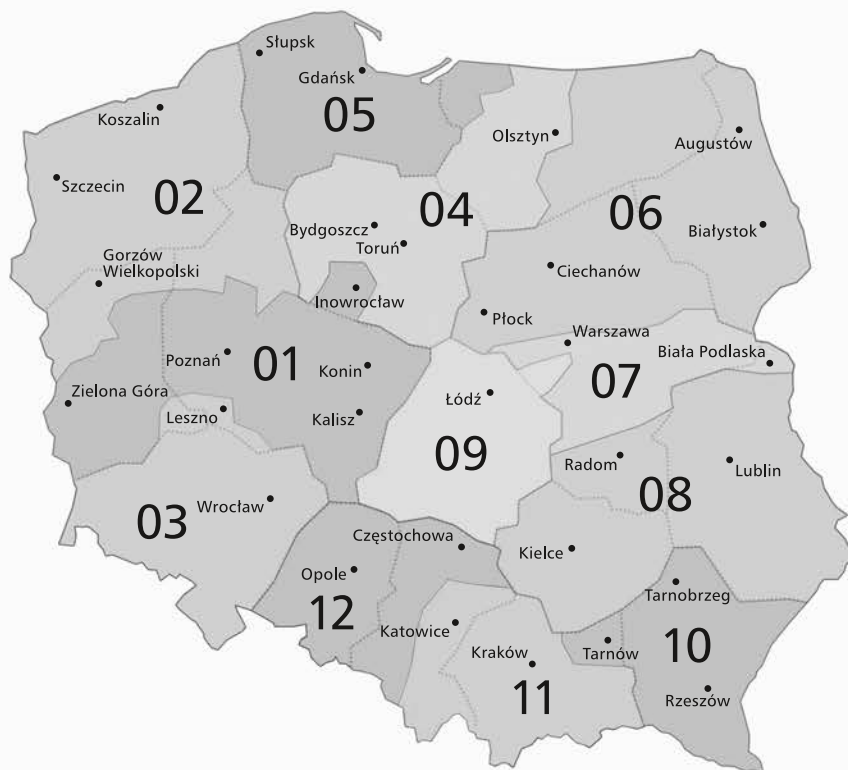 Słupsk
Gdańsk
05
Koszalin
Olsztyn
Augustów
Szczecin
02
04
06
Bydgoszcz
Toruń
Białystok
Gorzów
Wielkopolski
Ciechanów
Inowrocław
Płock
Warszawa
Poznań
01
Konin
07
Biała Podlaska
Zielona Góra
Leszno
Kalisz
Łódź
09
Radom
08
Lublin
03
Wrocław
Częstochowa
Kielce
Opole
12
Tarnobrzeg
Katowice
Kraków
Tarnów
10
11
Rzeszów